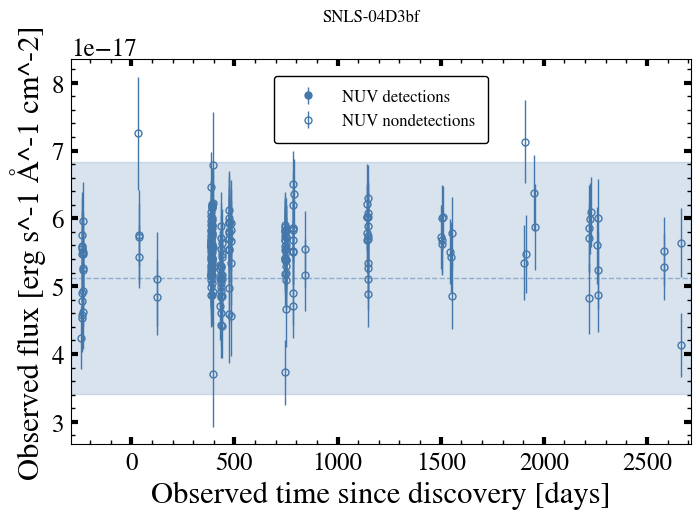 SNLS-04D3bf
1e−17
NUV detections
NUV nondetections
8
7
6
5
4
3
Observed flux [erg s^-1 Å^-1 cm^-2]
0 500 1000 1500 2000 2500
Observed time since discovery [days]